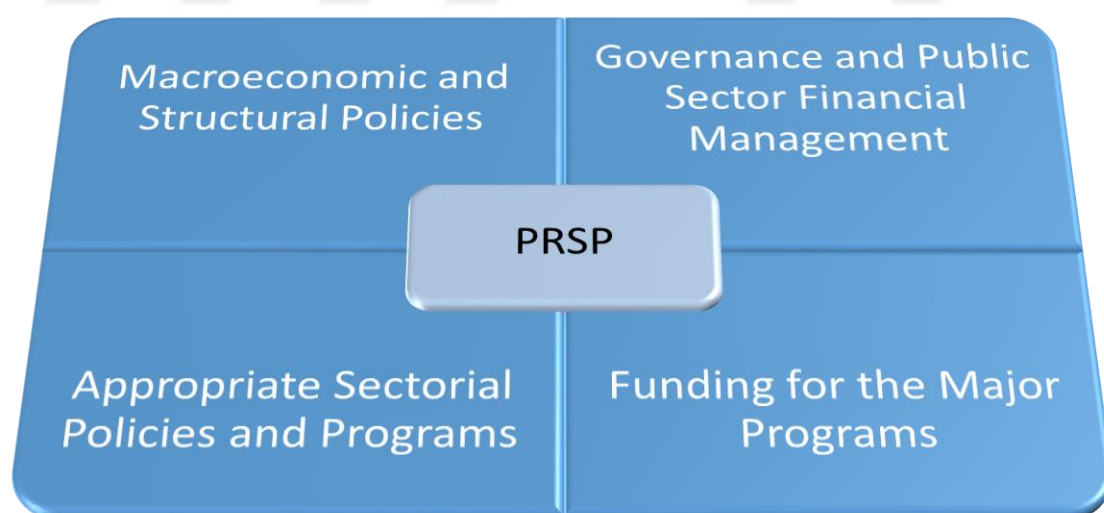 Macroeconomic and
Structural Policies
Governance and Public
Sector Financial
Management
PRSP
Appropriate Sectorial
Policies and Programs
Funding for the Major
Programs